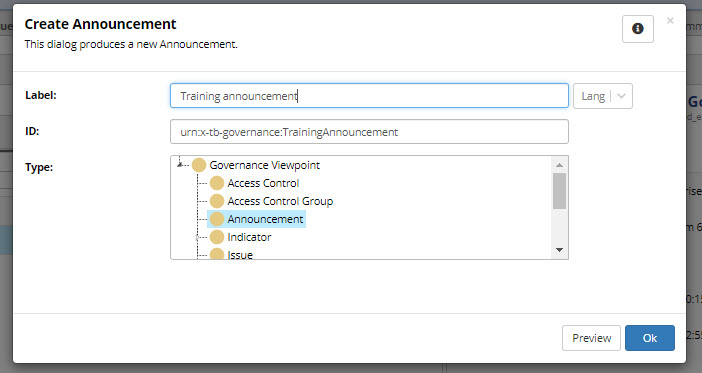 Create Announcement
This dialog produces a new Announcement.
×
Label:
Training announcement
Lang
ID:
urn:x-tb-governance:TrainingAnnouncement
Type:
Governance Viewpoint
Access Control
Access Control Group
Announcement
Indicator
Issue
Preview
Ok